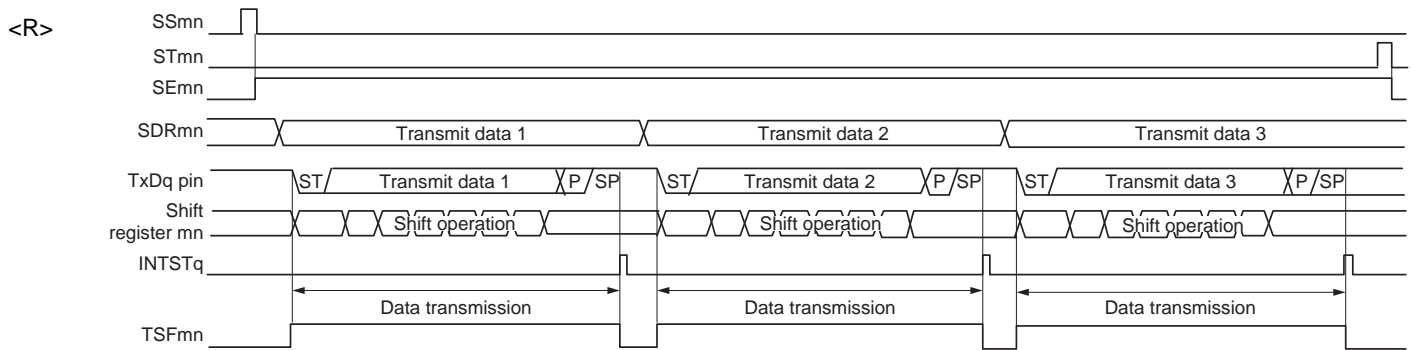 <R>
SSmn
STmn
SEmn
SDRmn Transmit data 1 Transmit data 2 Transmit data 3
TxDq pin ST Transmit data 1 P SP ST Transmit data 2 P SP ST Transmit data 3 P SP
Shift
register mn Shift operation Shift operation Shift operation
INTSTq
Data transmission Data transmission Data transmission
TSFmn